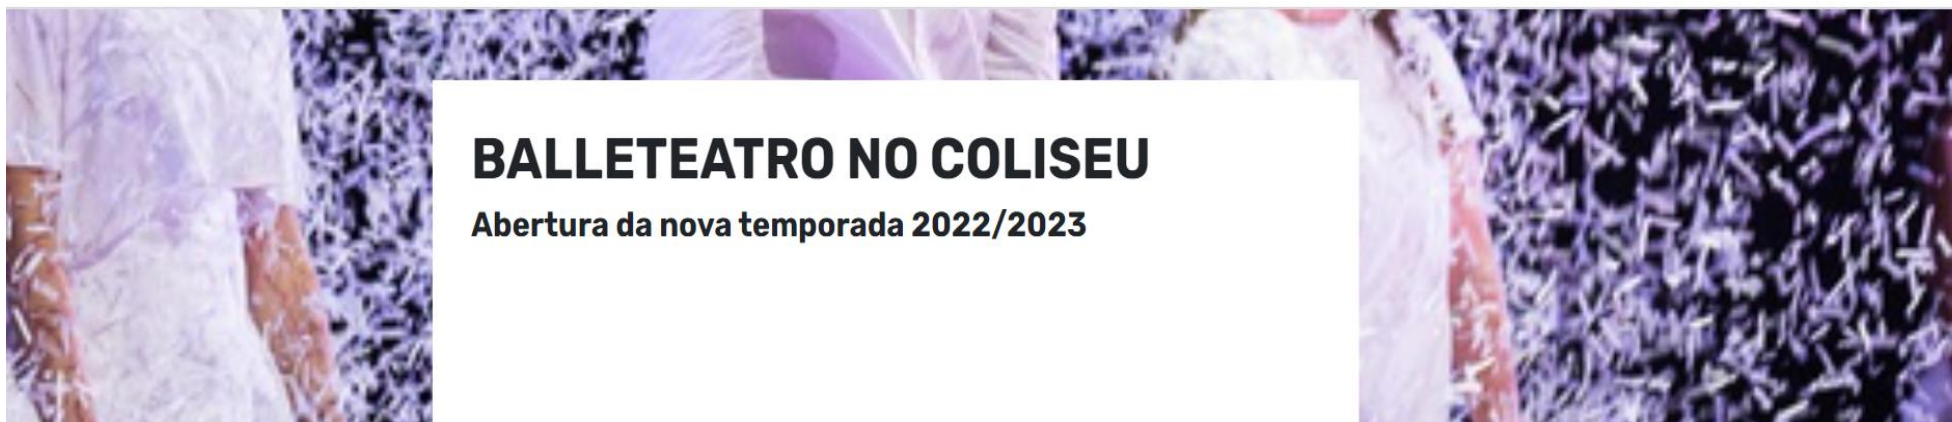 BALLETEATRO NO COLISEU
Abertura da nova temporada 2022/2023